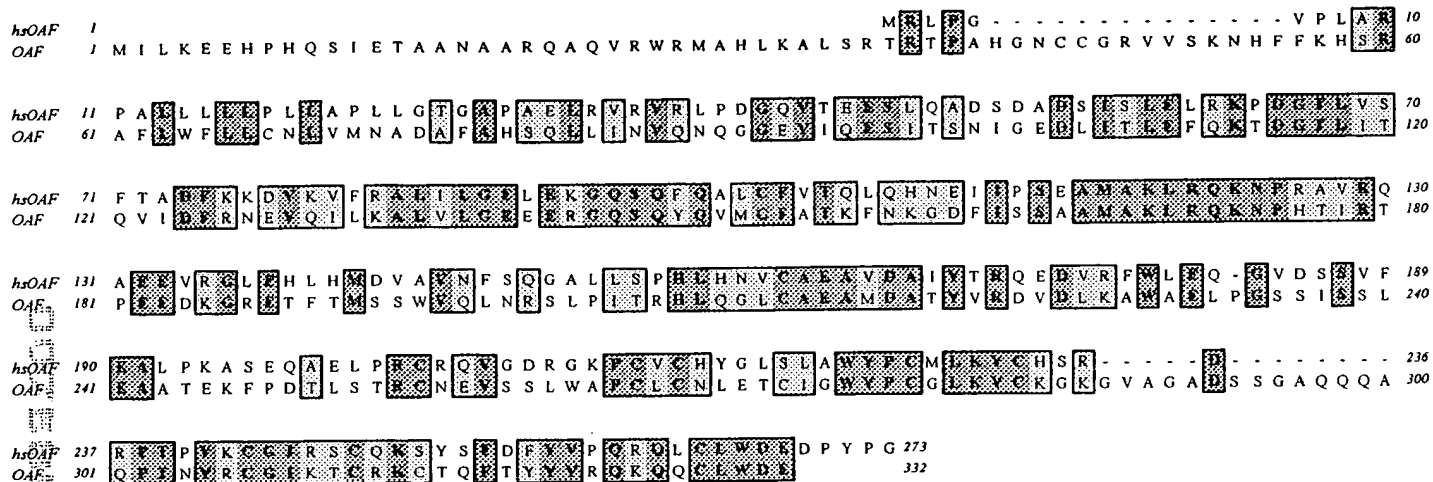 hsOAF 1 M R L P G - - - - - - - - - - - - - - V P L A R 10
OAF 1 M I L K E E H P H Q S I E T A A N A A R Q A Q V R W R M A H L K A L S R T R T P A H G N C C G R V V S K N H F F K H S R 60
hsOAF 11 P A L L L L L P L L A P L L G T G A P A E L R V R V R L P D G Q V T E E S L Q A D S D A D S I S L E L R K P D G T L V S 70
OAF 61 A F L W F L L C N L V M N A D A F A H S Q L L I N V Q N Q G G E V I Q E S I T S N I G E D L I T L E F Q K T D G T L I T 120
hsOAF 71 F T A D F K K D V K V F R A L I L G E L E K G Q S Q F Q A L C F V T Q L Q H N E I I P S E A M A K L R Q K N P R A V R Q 130
OAF 121 Q V I D F R N E V Q I L K A L V L G E E E R G Q S Q Y Q V M C F A T K F N K G D F I S S A A M A K L R Q K N P H T I R T 180
hsOAF 131 A E E V R G L E H L H M D V A V N F S Q G A L L S P H L H N V C A E A V D A I Y T R Q E D V R F W L E Q - G V D S S V F 189
OAF 181 P E E D K G R E T F T M S S W V Q L N R S L P I T R H L Q G L C A E A M D A T Y V R D V D L K A W A E L P G S S I S S L 240
hsOAF 190 E A L P K A S E Q A E L P R C R Q V G D R G K P C V C H Y G L S L A W Y P C M L K Y C H S R - - - - - D - - - - - - - - 236
OAF 241 E A A T E K F P D T L S T R C N E V S S L W A P C L C N L E T C I G W Y P C G L K Y C K G K G V A G A D S S G A Q Q Q A 300
hsOAF 237 R P T P Y K C G I R S C Q K S Y S F D F Y V P Q R Q L C L W D E D P Y P G 273
OAF 301 Q P T N Y R C G I K T C R K C T Q F T Y Y V R Q K Q Q C L W D E 332